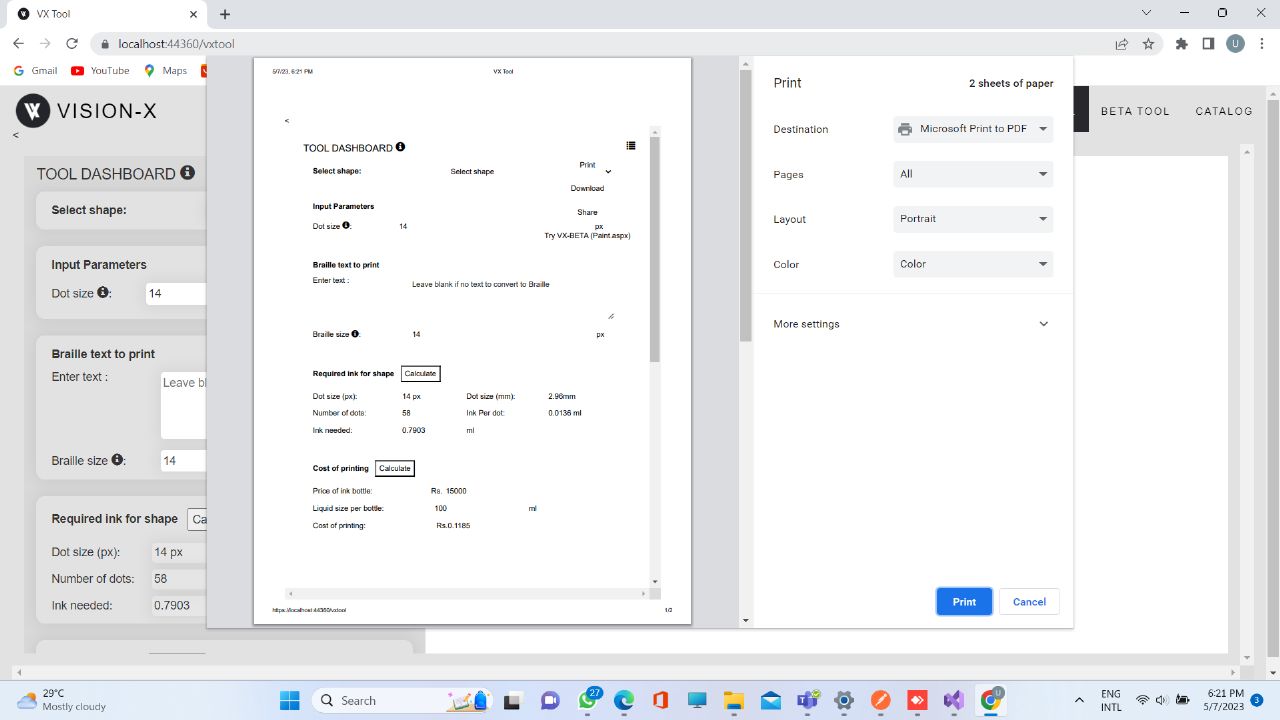 VX Tool
localhost:44360/vxtool
U
Gmail
YouTube
Maps
VISION-X
BETA TOOL
CATALOG
<
TOOL DASHBOARD
Select shape:
Input Parameters
Dot size :
14
Braille text to print
Enter text :
Leave bl
Braille size :
14
Required ink for shape
Ca
Dot size (px):
14 px
Number of dots:
58
Ink needed:
0.7903
5/7/23, 6:21 PM
VX Tool
<
TOOL DASHBOARD
Print
Select shape:
Select shape
Download
Input Parameters
Share
Dot size :
14
px
Try VX-BETA (Paint.aspx)
Braille text to print
Enter text :
Leave blank if no text to convert to Braille
Braille size :
14
px
Required ink for shape
Calculate
Dot size (px):
14 px
Dot size (mm):
2.96mm
Number of dots:
58
Ink Per dot:
0.0136 ml
Ink needed:
0.7903
ml
Cost of printing
Calculate
Price of ink bottle:
Rs. 15000
Liquid size per bottle:
100
ml
Cost of printing:
Rs.0.1185
https://localhost:44360/vxtool
1/2
Print
2 sheets of paper
Destination
Microsoft Print to PDF
Pages
All
Layout
Portrait
Color
Color
More settings
Print
Cancel
29°C
Mostly cloudy
Search
27
U
ENG
INTL
6:21 PM
5/7/2023
3